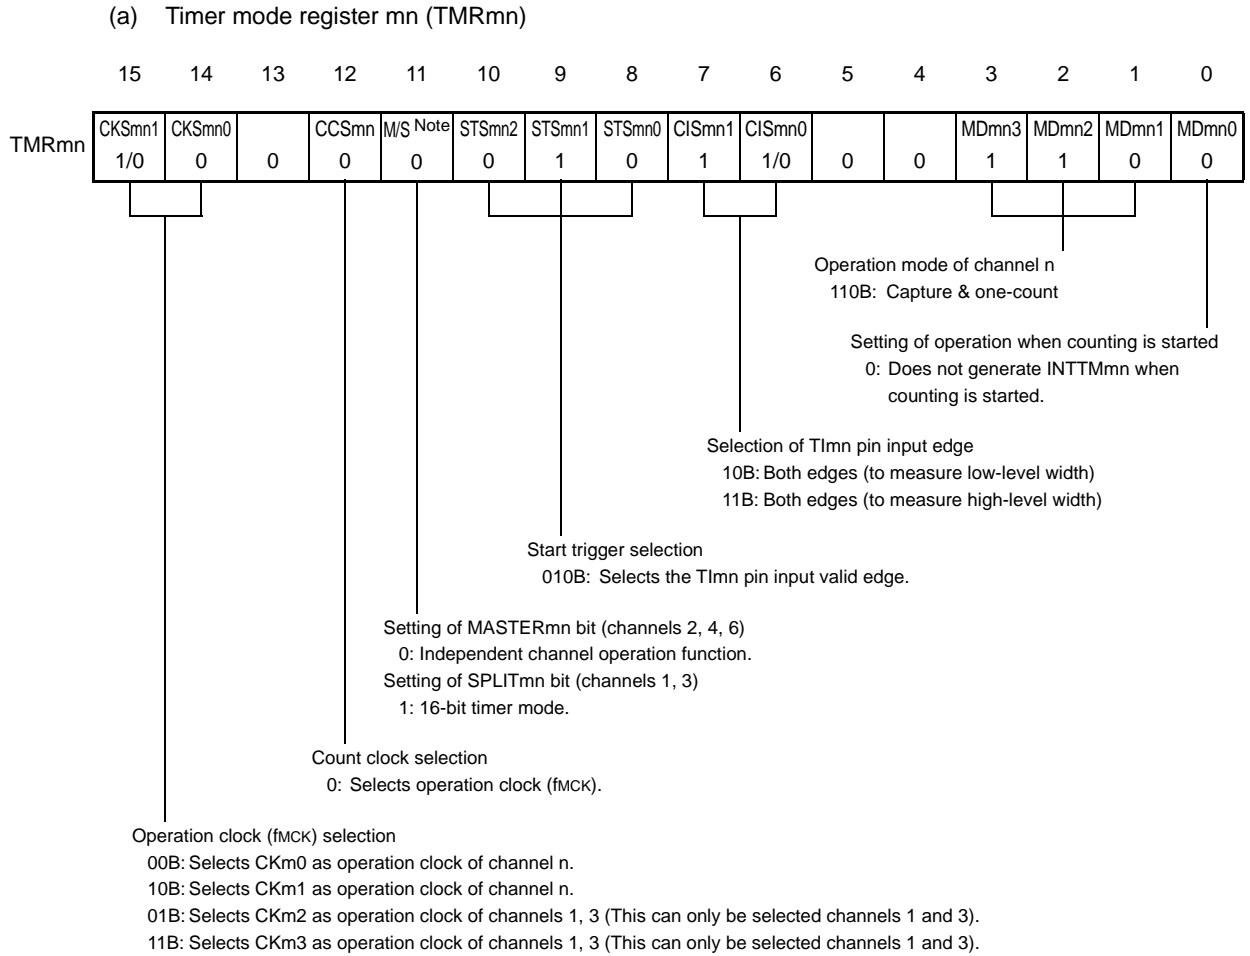 (a) Timer mode register mn (TMRmn)
15 14 13 12 11 10 9 8 7 6 5 4 3 2 1 0
TMRmn CKSmn1 CKSmn0 CCSmn M/S Note STSmn2 STSmn1 STSmn0 CISmn1 CISmn0 MDmn3 MDmn2 MDmn1 MDmn0
1/0 0 0 0 0 0 1 0 1 1/0 0 0 1 1 0 0
Operation mode of channel n
110B: Capture & one-count
Setting of operation when counting is started
0: Does not generate INTTMmn when
counting is started.
Selection of TImn pin input edge
10B: Both edges (to measure low-level width)
11B: Both edges (to measure high-level width)
Start trigger selection
010B: Selects the TImn pin input valid edge.
Setting of MASTERmn bit (channels 2, 4, 6)
0: Independent channel operation function.
Setting of SPLITmn bit (channels 1, 3)
1: 16-bit timer mode.
Count clock selection
0: Selects operation clock (fMCK).
Operation clock (fMCK) selection
00B: Selects CKm0 as operation clock of channel n.
10B: Selects CKm1 as operation clock of channel n.
01B: Selects CKm2 as operation clock of channels 1, 3 (This can only be selected channels 1 and 3).
11B: Selects CKm3 as operation clock of channels 1, 3 (This can only be selected channels 1 and 3).